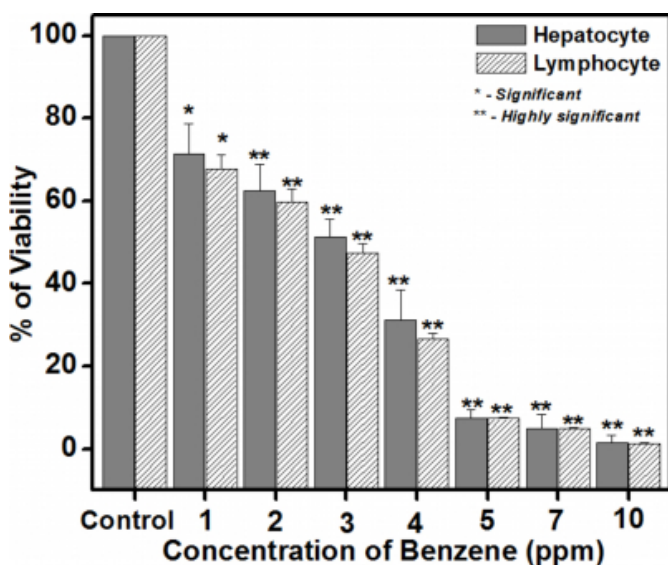 Hepatocyte
Lymphocyte
* - Significant
** - Highly significant
% of Viability
100
80
60
40
20
0
* * ** ** ** ** ** ** ** ** ** ** ** **
Control 1 2 3 4 5 7 10
Concentration of Benzene (ppm)